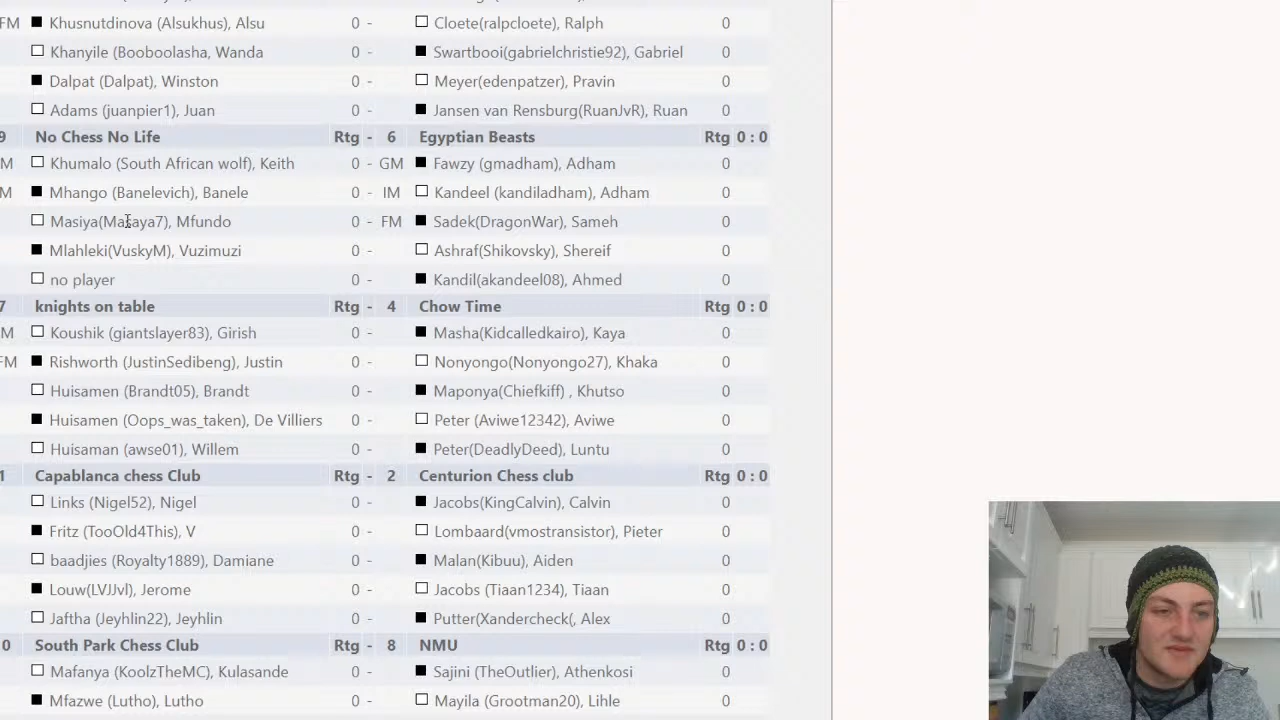 FM Khusnutdinova (Alsukhus), Alsu 0 - Cloete(ralpcloete), Ralph 0
Khanyile (Booboolasha, Wanda 0 - Swartbooi(gabrielchristie92), Gabriel 0
Dalpat (Dalpat), Winston 0 - Meyer(edenpatzer), Pravin 0
Adams (juanpier1), Juan 0 - Jansen van Rensburg(RuanJvR), Ruan 0
9 No Chess No Life Rtg - 6 Egyptian Beasts Rtg 0 : 0
M Khumalo (South African wolf), Keith 0 - GM Fawzy (gmadham), Adham 0
M Mhango (Banelevich), Banele 0 - IM Kandeel (kandiladham), Adham 0
Mfundo 0 - FM Sadek(DragonWar), Sameh 0
Mlahleki(VuskyM), Vuzimuzi 0 - Ashraf(Shikovsky), Shereif 0
no player 0 - Kandil(akandeel08), Ahmed 0
7 knights on table Rtg - 4 Chow Time Rtg 0 : 0
M Koushik (giantslayer83), Girish 0 - Masha(Kidcalledkairo), Kaya 0
FM Rishworth (JustinSedibeng), Justin 0 - Nonyongo(Nonyongo27), Khaka 0
Huisamen (Brandt05), Brandt 0 - Maponya(Chiefkiff) , Khutso 0
Huisamen (Oops_was_taken), De Villiers 0 - Peter (Aviwe12342), Aviwe 0
Huisaman (awse01), Willem 0 - Peter(DeadlyDeed), Luntu 0
1 Capablanca chess Club Rtg - 2 Centurion Chess club Rtg 0 : 0
Links (Nigel52), Nigel 0 - Jacobs(KingCalvin), Calvin 0
Fritz (TooOld4This), V 0 - Lombaard(vmostransistor), Pieter 0
baadjies (Royalty1889), Damiane 0 - Malan(Kibuu), Aiden 0
Louw(LVJJvl), Jerome 0 - Jacobs (Tiaan1234), Tiaan 0
Jaftha (Jeyhlin22), Jeyhlin 0 - Putter(Xandercheck(, Alex 0
0 South Park Chess Club Rtg - 8 NMU Rtg 0 : 0
Mafanya (KoolzTheMC), Kulasande 0 - Sajini (TheOutlier), Athenkosi 0
Mfazwe (Lutho), Lutho 0 - Mayila (Grootman20), Lihle 0